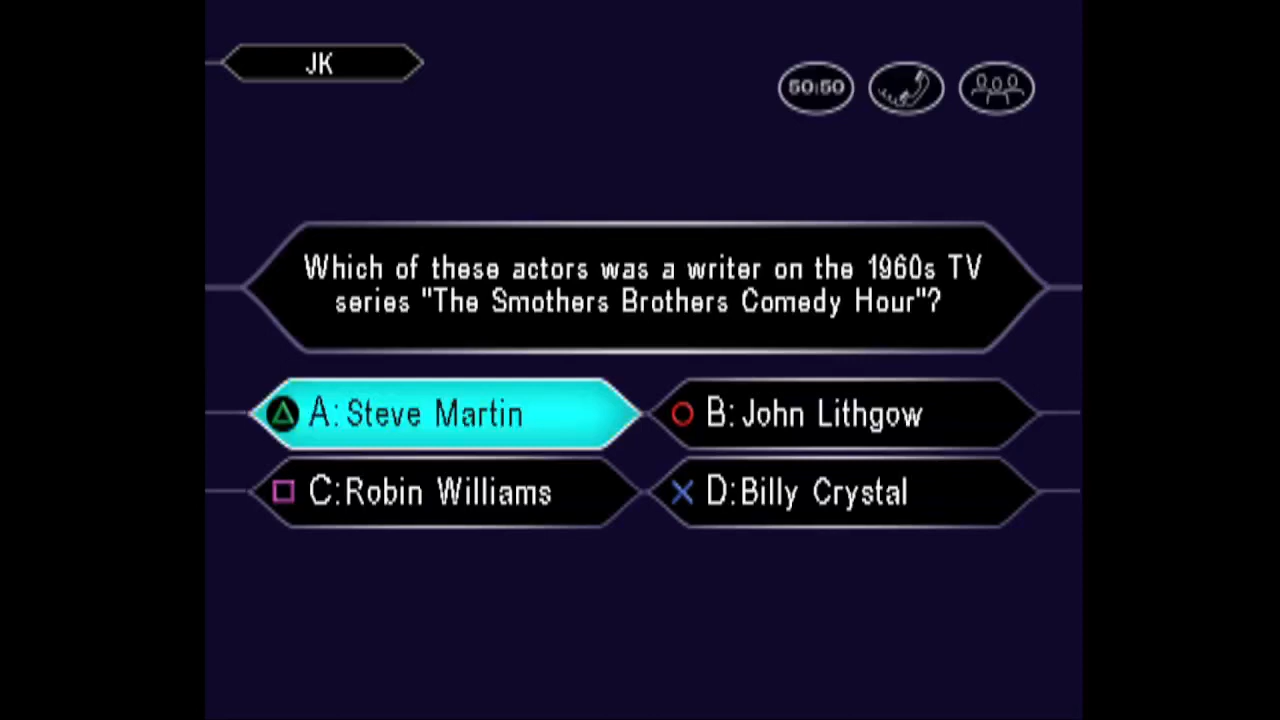 JK
50:50
Which of these actors was a writer on the 1960s TV
series "The Smothers Brothers Comedy Hour"?
A: Steve Martin
B: John Lithgow
C: Robin Williams
D: Billy Crystal